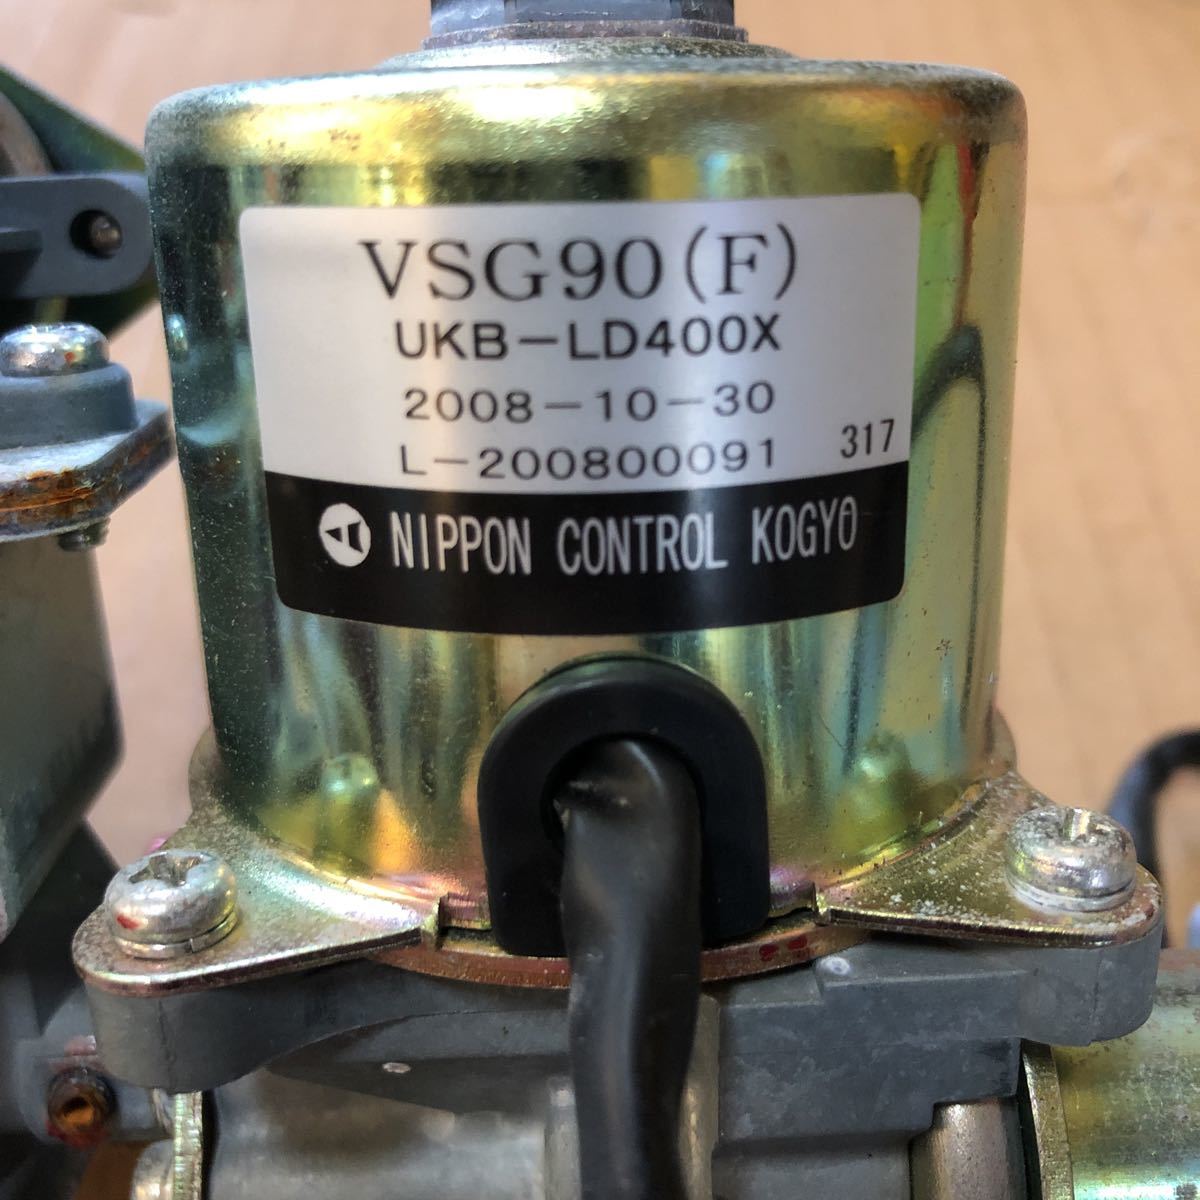 VSG90(F)
UKB-LD400X
2008-10-30
L-200800091 317
NIPPON CONTROL KOGYO